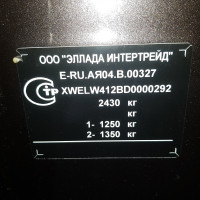 ООО "ЭЛЛАДА ИНТЕРТРЕЙД"
E-RU.АЯ04.B.00327
XWELW412BD0000292
2430 кг
кг
1- 1250 кг
2- 1350 кг